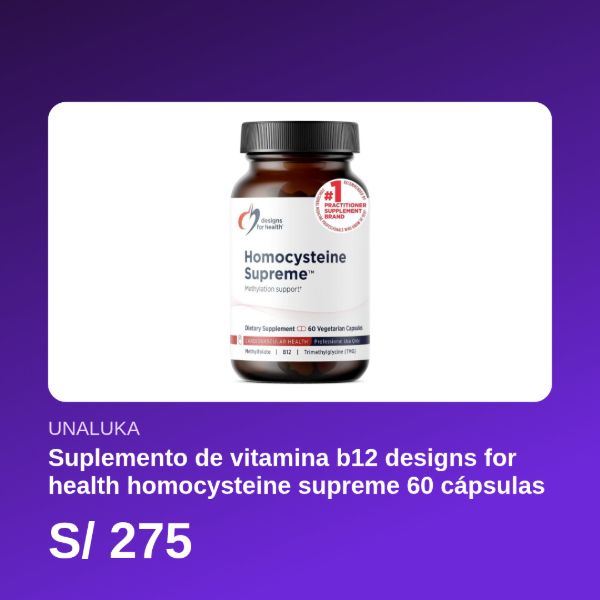 #1
PRACTITIONER
SUPPLEMENT
BRAND
designs
for health
Homocysteine
Supreme™
Methylation support*
Dietary Supplement 60 Vegetarian Capsules
CARDIOVASCULAR HEALTH Professional Use Only
Methylfolate | B12 | Trimethylglycine (TMG)
UNALUKA
Suplemento de vitamina b12 designs for
health homocysteine supreme 60 cápsulas
S/ 275